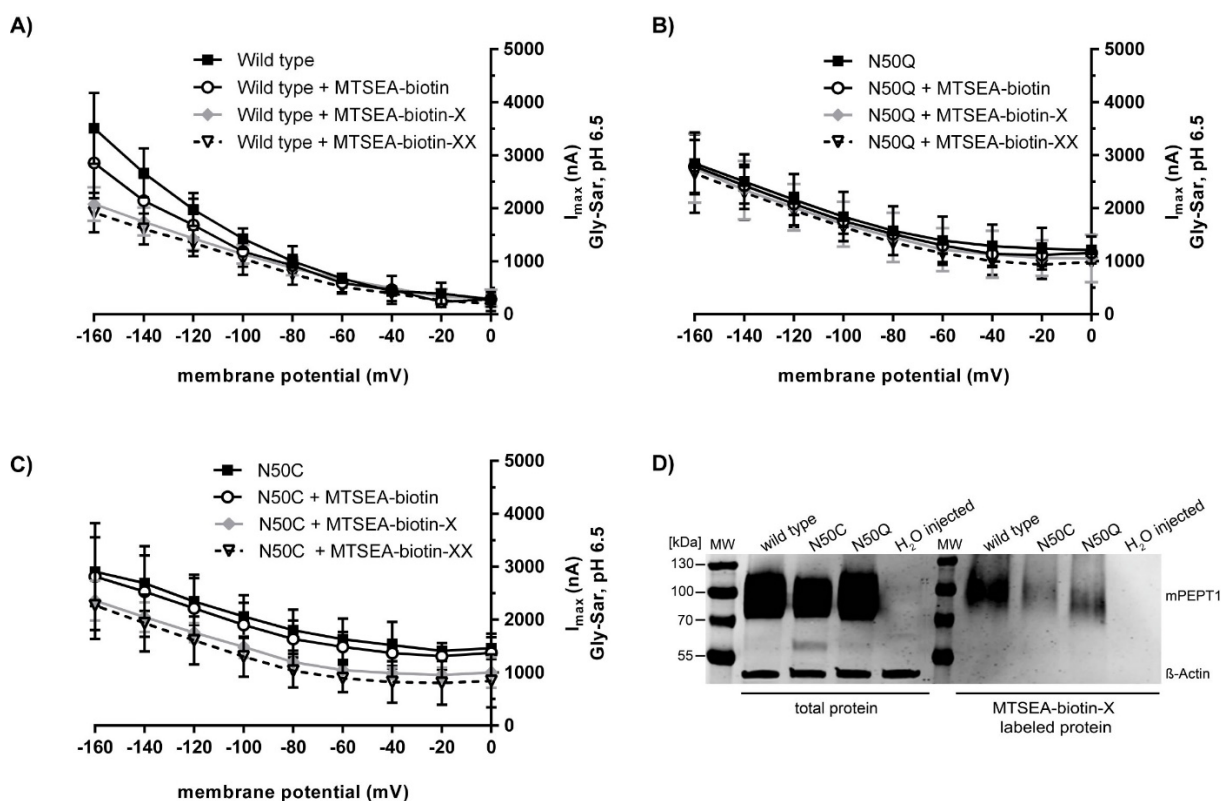 A)
Wild type
Wild type + MTSEA-biotin
Wild type + MTSEA-biotin-X
Wild type + MTSEA-biotin-XX
5000
4000
3000
2000
1000
0
I_max (nA)
Gly-Sar, pH 6.5
-160 -140 -120 -100 -80 -60 -40 -20 0
membrane potential (mV)
B)
N50Q
N50Q + MTSEA-biotin
N50Q + MTSEA-biotin-X
N50Q + MTSEA-biotin-XX
5000
4000
3000
2000
1000
0
I_max (nA)
Gly-Sar, pH 6.5
-160 -140 -120 -100 -80 -60 -40 -20 0
membrane potential (mV)
C)
N50C
N50C + MTSEA-biotin
N50C + MTSEA-biotin-X
N50C + MTSEA-biotin-XX
5000
4000
3000
2000
1000
0
I_max (nA)
Gly-Sar, pH 6.5
-160 -140 -120 -100 -80 -60 -40 -20 0
membrane potential (mV)
D)
[kDa] MW wild type N50C N50Q H₂O injected MW wild type N50C N50Q H₂O injected
130
100
70
55
mPEPT1
ß-Actin
total protein
MTSEA-biotin-X
labeled protein